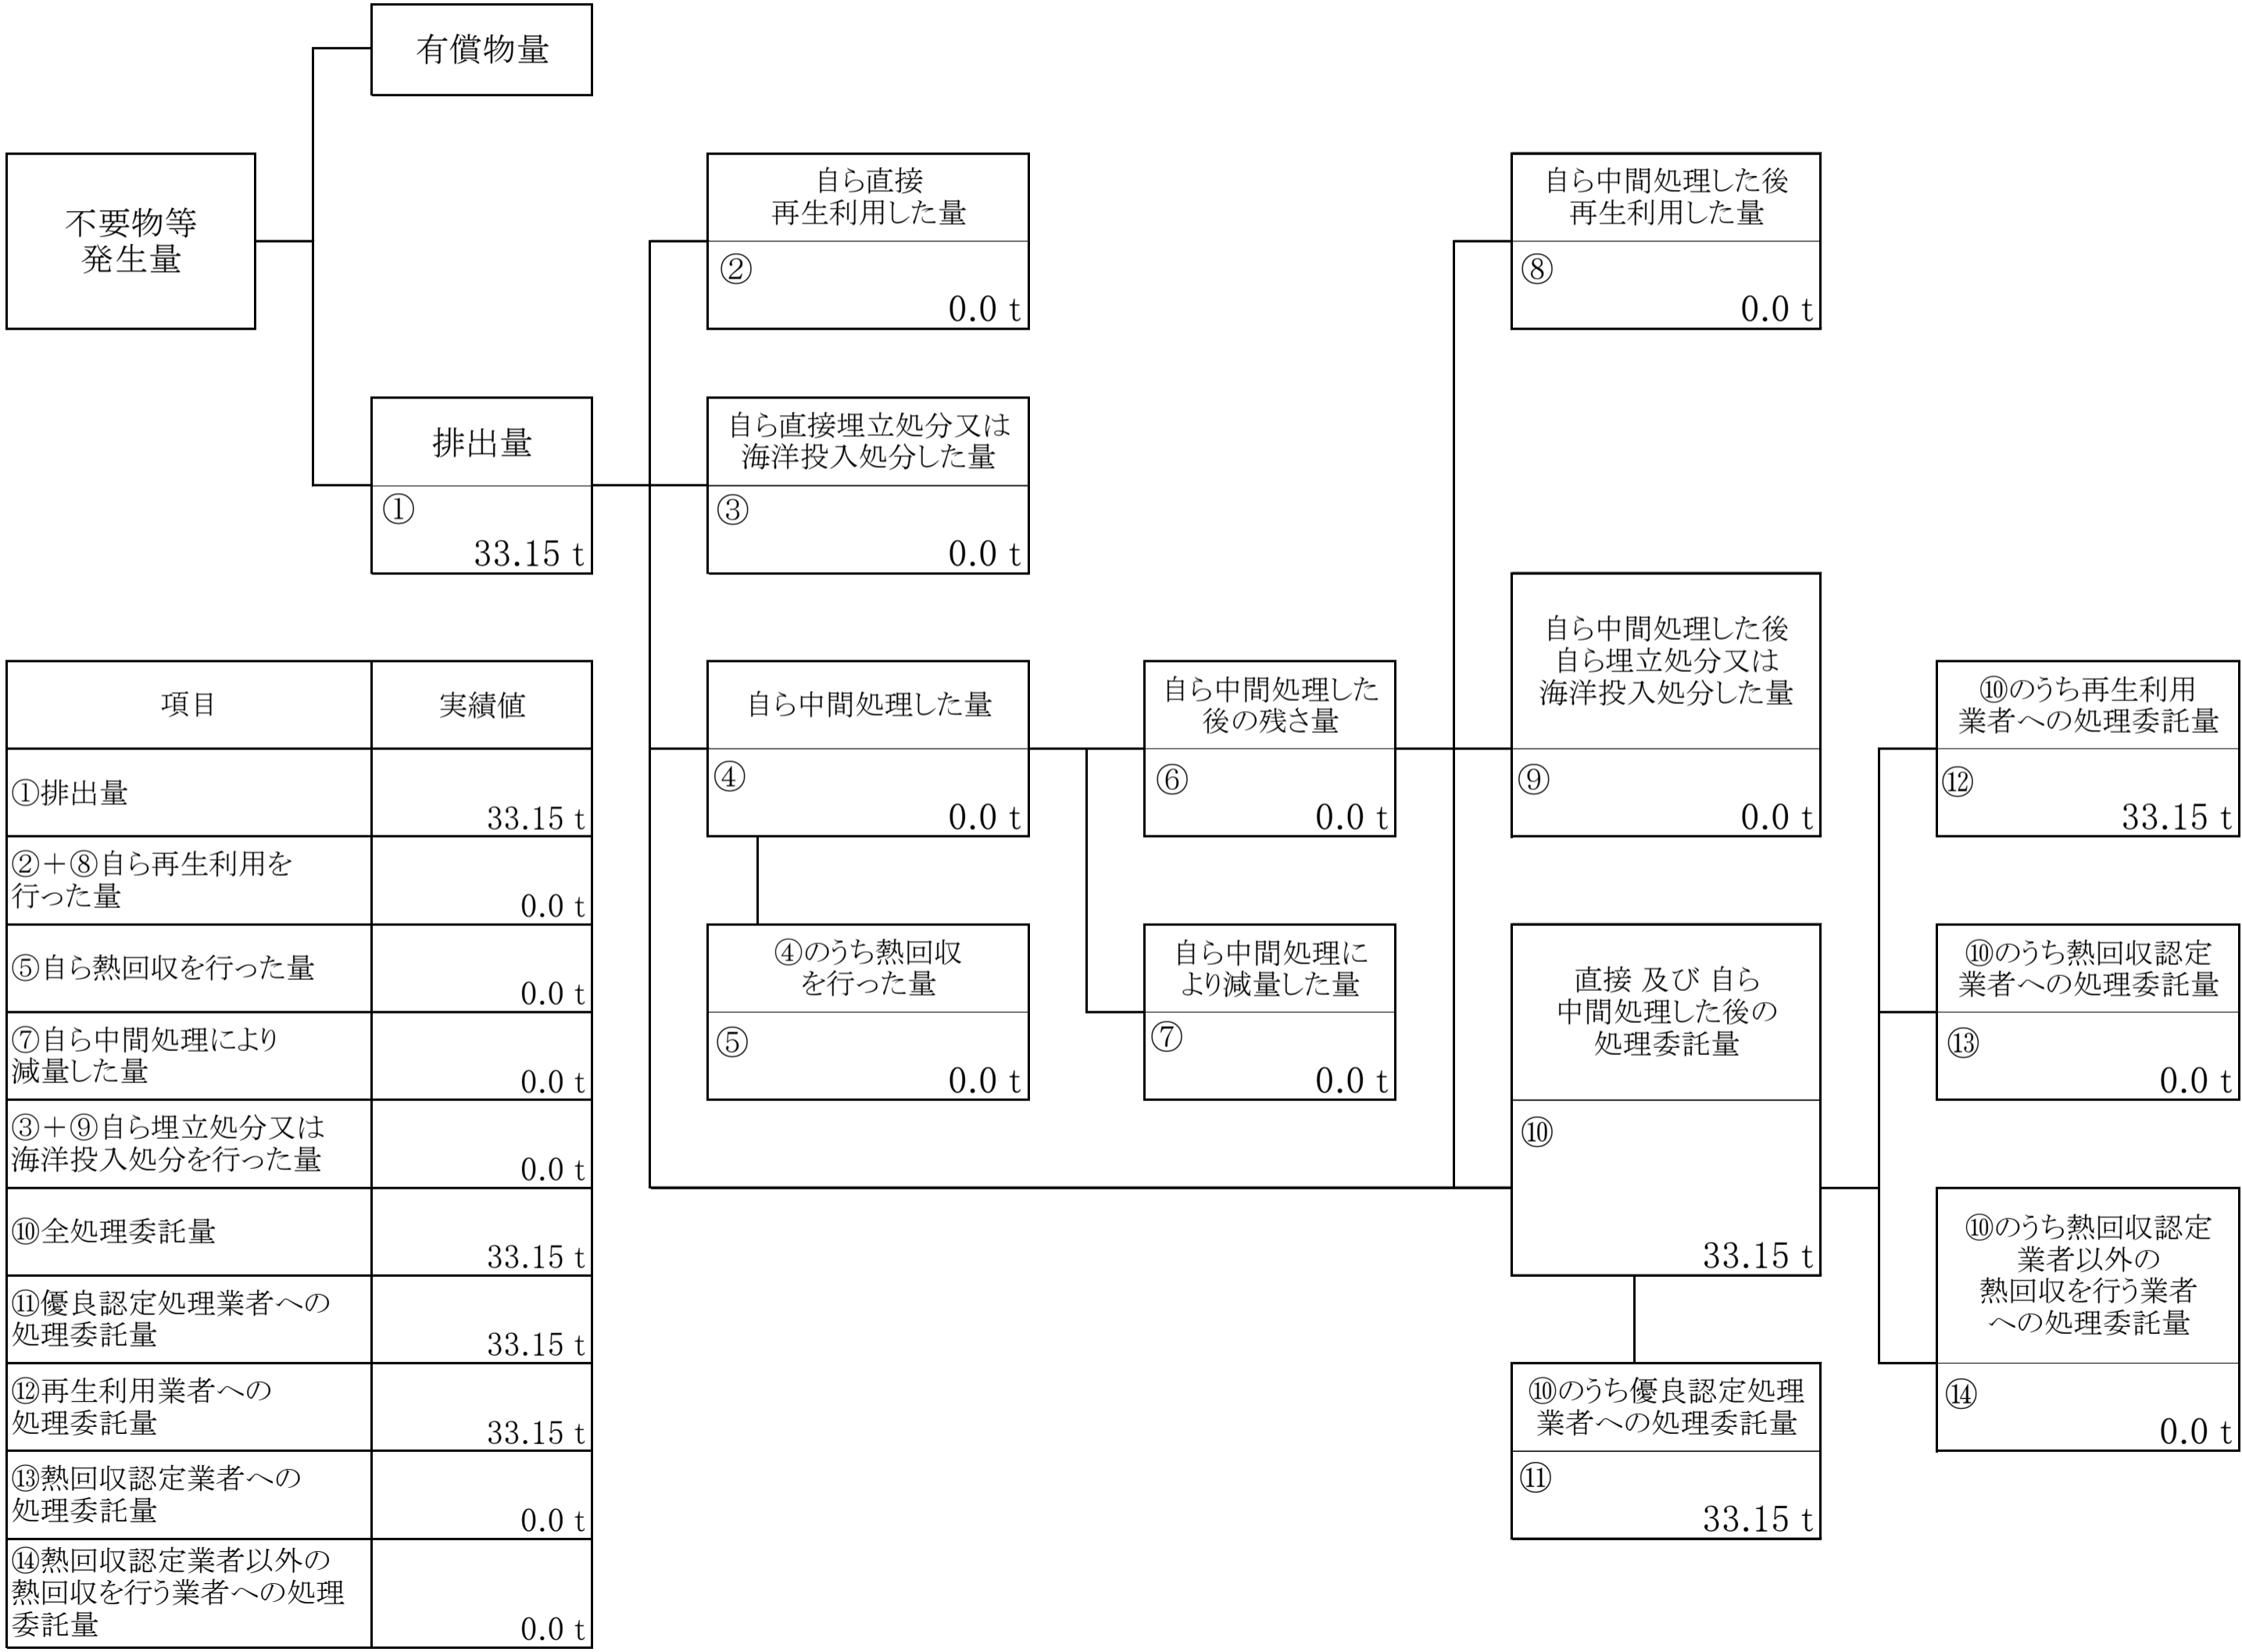 有償物量
不要物等
発生量
排出量
①
33.15 t
自ら直接
再生利用した量
②
0.0 t
自ら直接埋立処分又は
海洋投入処分した量
③
0.0 t
自ら中間処理した量
④
0.0 t
④のうち熱回収
を行った量
⑤
0.0 t
自ら中間処理した
後の残さ量
⑥
0.0 t
自ら中間処理に
より減量した量
⑦
0.0 t
自ら中間処理した後
再生利用した量
⑧
0.0 t
自ら中間処理した後
自ら埋立処分又は
海洋投入処分した量
⑨
0.0 t
直接 及び 自ら
中間処理した後の
処理委託量
⑩
33.15 t
⑩のうち優良認定処理
業者への処理委託量
⑪
33.15 t
⑩のうち再生利用
業者への処理委託量
⑫
33.15 t
⑩のうち熱回収認定
業者への処理委託量
⑬
0.0 t
⑩のうち熱回収認定
業者以外の
熱回収を行う業者
への処理委託量
⑭
0.0 t
項目 実績値
①排出量
33.15 t
②＋⑧自ら再生利用を
行った量
0.0 t
⑤自ら熱回収を行った量
0.0 t
⑦自ら中間処理により
減量した量
0.0 t
③＋⑨自ら埋立処分又は
海洋投入処分を行った量
0.0 t
⑩全処理委託量
33.15 t
⑪優良認定処理業者への
処理委託量
33.15 t
⑫再生利用業者への
処理委託量
33.15 t
⑬熱回収認定業者への
処理委託量
0.0 t
⑭熱回収認定業者以外の
熱回収を行う業者への処理
委託量
0.0 t